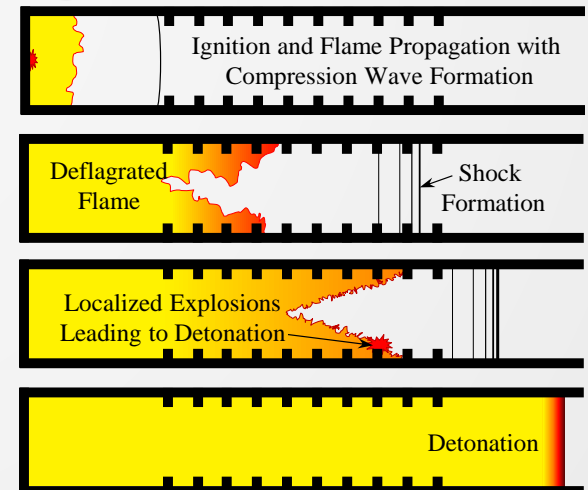 Ignition and Flame Propagation with
Compression Wave Formation
Deflagrated
Flame
Shock
Formation
Localized Explosions
Leading to Detonation
Detonation